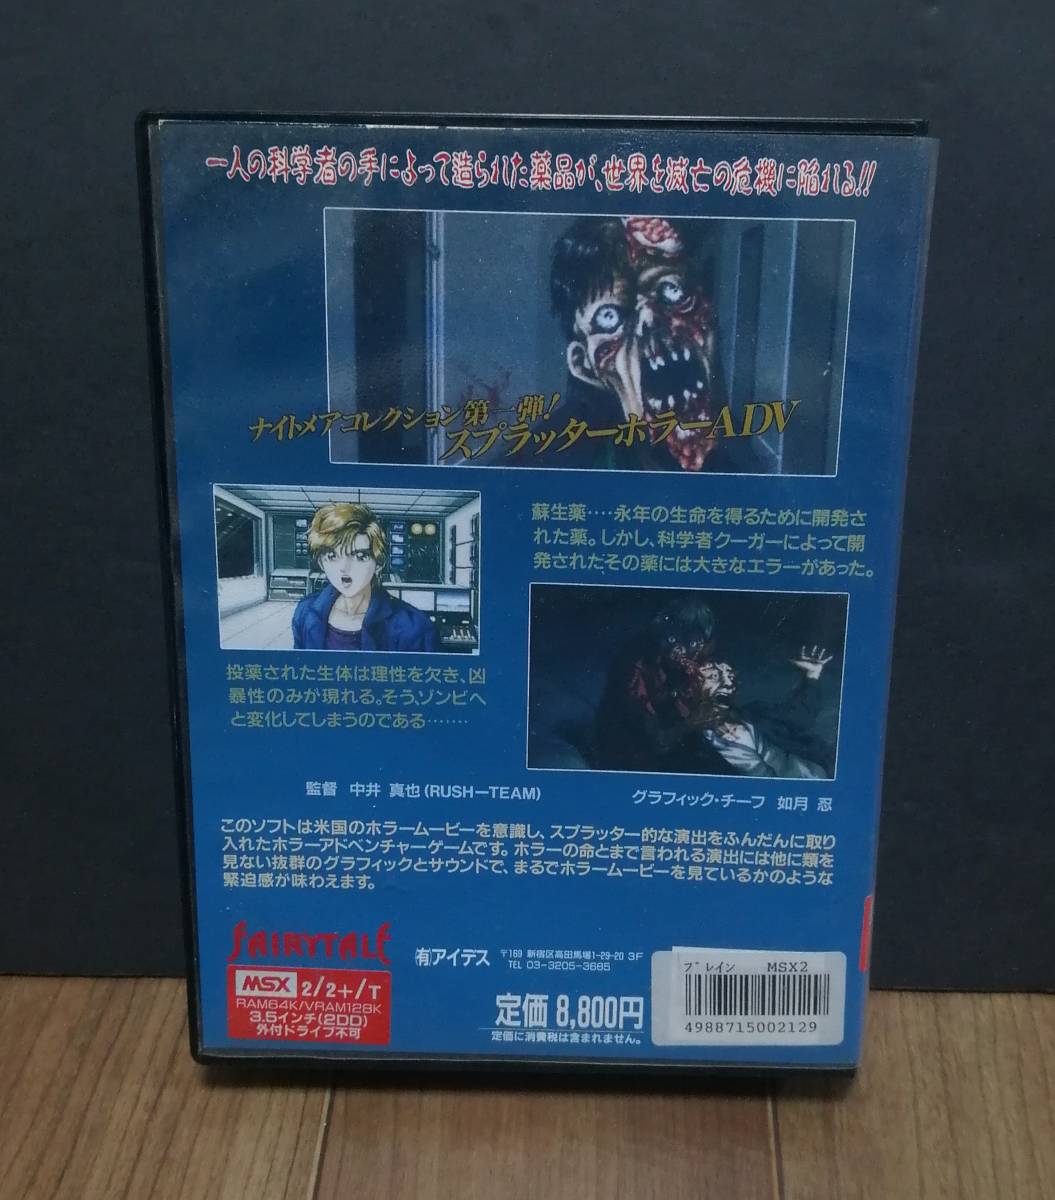 一人の科学者の手によって造られた薬品が、世界を滅亡の危機に陥れる!!
ナイトメアコレクション第一弾!
スプラッターホラーADV
蘇生薬‥‥永年の生命を得るために開発さ
れた薬。しかし、科学者クーガーによって開
発されたその薬には大きなエラーがあった。
投薬された生体は理性を欠き、凶
暴性のみが現れる。そう、ゾンビへ
と変化してしまうのである‥‥‥
監督 中井 真也(RUSH−TEAM)
グラフィック・チーフ 如月 忍
このソフトは米国のホラームービーを意識し、スプラッター的な演出をふんだんに取り
入れたホラーアドベンチャーゲームです。ホラーの命とまで言われる演出には他に類を
見ない抜群のグラフィックとサウンドで、まるでホラームービーを見ているかのような
緊迫感が味わえます。
FAIRYTALE
MSX 2/2+/T
RAM64K/VRAM128K
3.5インチ(2DD)
外付ドライブ不可
㈲アイデス
〒169 新宿区高田馬場1-29-20 3F
TEL 03-3205-3685
定価 8,800円
定価に消費税は含まれません。
ブレイン MSX2
4988715002129